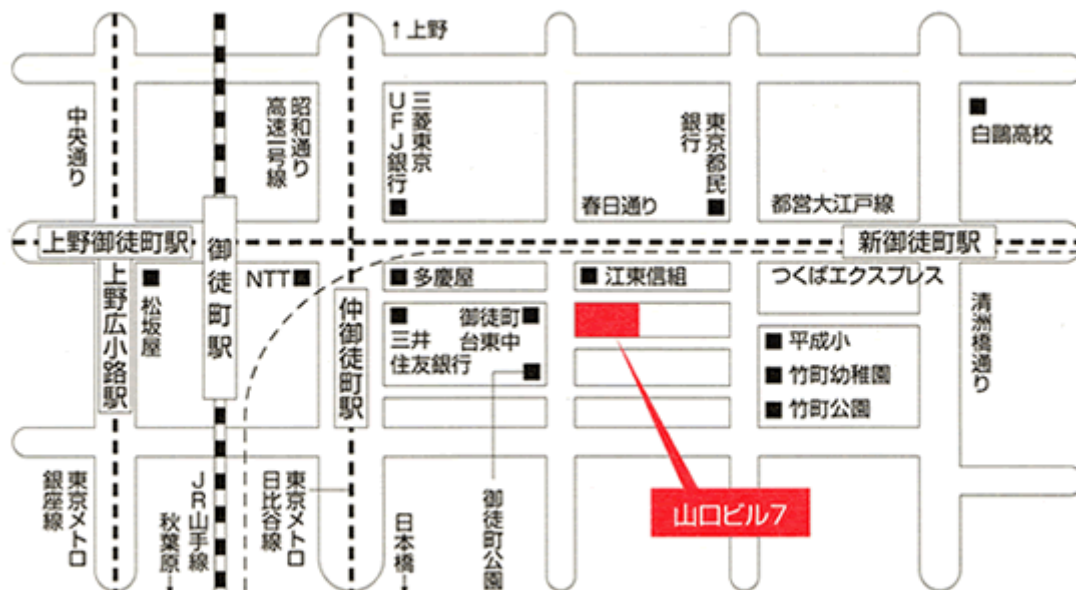 ↑上野
中央通り
昭和通り
高速一号線
三菱東京
UFJ銀行
東京都民
銀行
白鷗高校
春日通り
都営大江戸線
上野御徒町駅
御徒町駅
新御徒町駅
上野広小路駅
松坂屋
NTT
仲御徒町駅
多慶屋
江東信組
つくばエクスプレス
清洲橋通り
三井
住友銀行
御徒町
台東中
平成小
竹町幼稚園
竹町公園
山口ビル7
東京メトロ
銀座線
JR山手線
秋葉原→
東京メトロ
日比谷線
日本橋→
御徒町公園